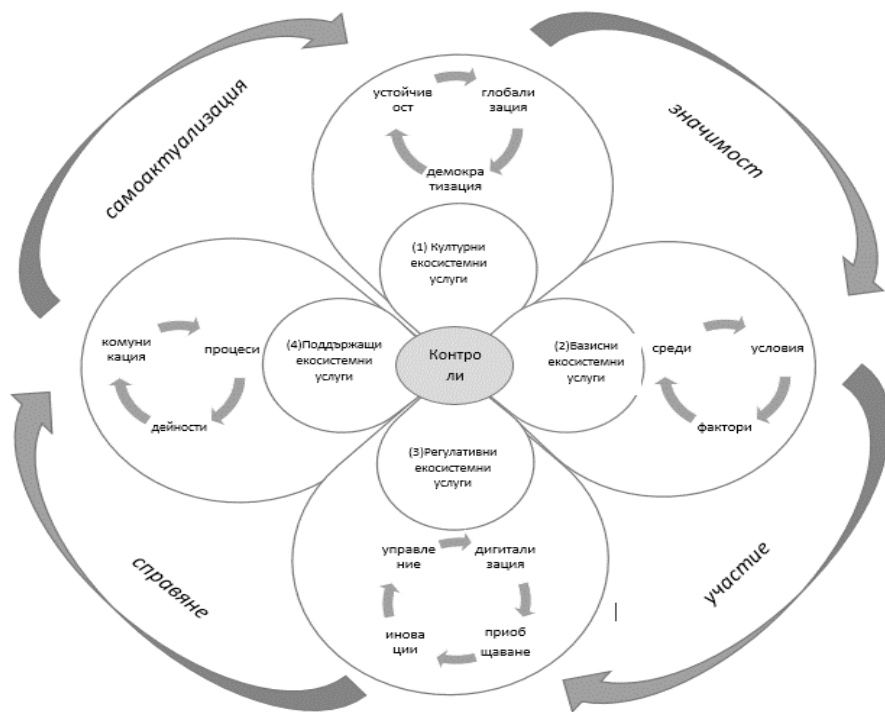 самоактуализация
значимост
устойчив
ост
глобали
зация
демокра
тизация
(1) Културни
екосистемни
услуги
комуни
кация
процеси
дейности
(4)Поддържащи
екосистемни
услуги
Контро
ли
(2)Базисни
екосистемни
услуги
среди
условия
фактори
(3)Регулативни
екосистемни
услуги
управле
ние
дигитали
зация
инова
ции
приоб
щаване
справяне
участие